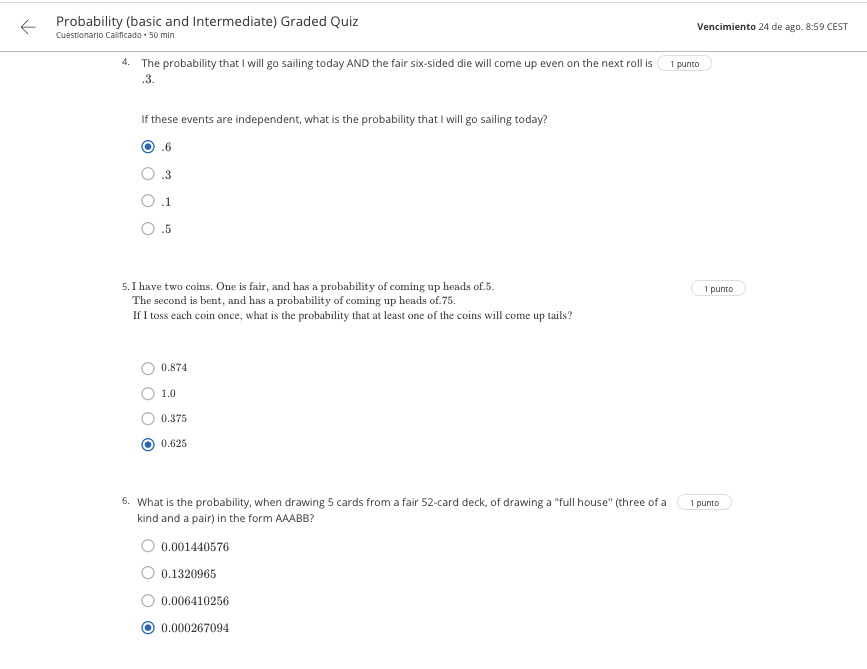 Probability (basic and Intermediate) Graded Quiz
Cuestionario Calificado • 50 min
Vencimiento 24 de ago. 8:59 CEST
4. The probability that I will go sailing today AND the fair six-sided die will come up even on the next roll is 1 punto
.3.
If these events are independent, what is the probability that I will go sailing today?
.6
.3
.1
.5
5. I have two coins. One is fair, and has a probability of coming up heads of.5. 1 punto
The second is bent, and has a probability of coming up heads of.75.
If I toss each coin once, what is the probability that at least one of the coins will come up tails?
0.874
1.0
0.375
0.625
6. What is the probability, when drawing 5 cards from a fair 52-card deck, of drawing a "full house" (three of a 1 punto
kind and a pair) in the form AAABB?
0.001440576
0.1320965
0.006410256
0.000267094